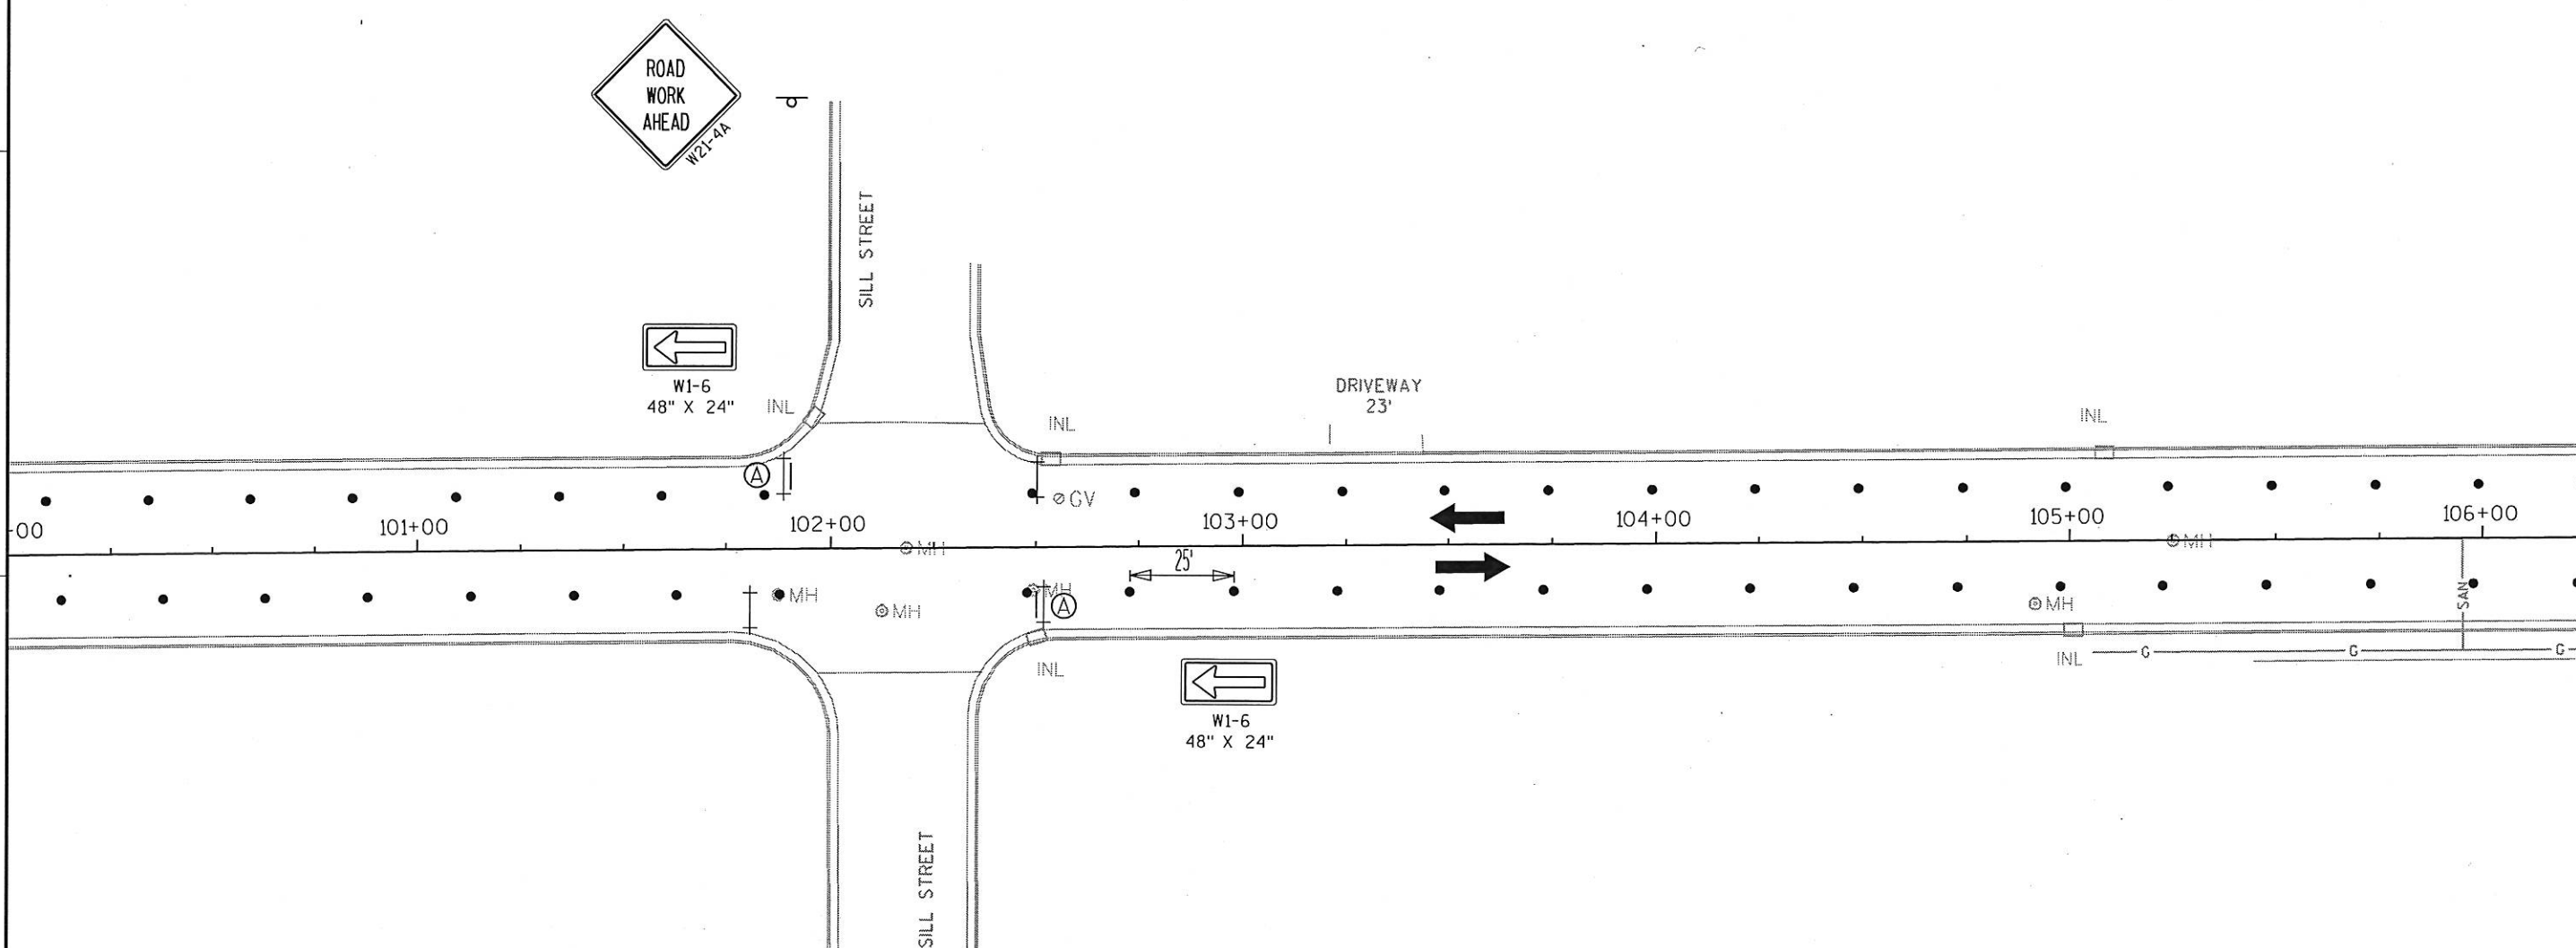 ROAD
WORK
AHEAD
W21-4A
SILL STREET
W1-6
48" X 24"
INL
INL
DRIVEWAY
23'
INL
A
GV
+00
101+00
102+00
103+00
104+00
105+00
106+00
MH
MH
25'
MH
MH
MH
A
MH
SAN
INL
W1-6
48" X 24"
INL
G
G
G
SILL STREET